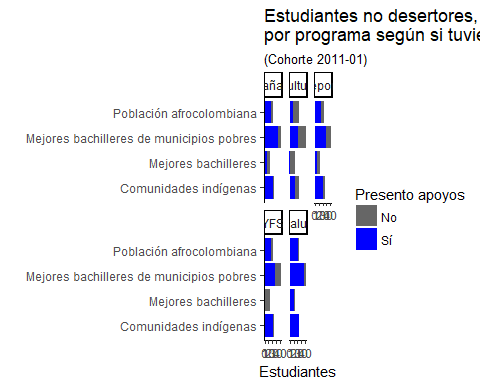 Estudiantes no desertores,
por programa según si tuvie
(Cohorte 2011-01)
Población afrocolombiana
Mejores bachilleres de municipios pobres
Mejores bachilleres
Comunidades indígenas
Presento apoyos
No
Sí
Población afrocolombiana
Mejores bachilleres de municipios pobres
Mejores bachilleres
Comunidades indígenas
Estudiantes